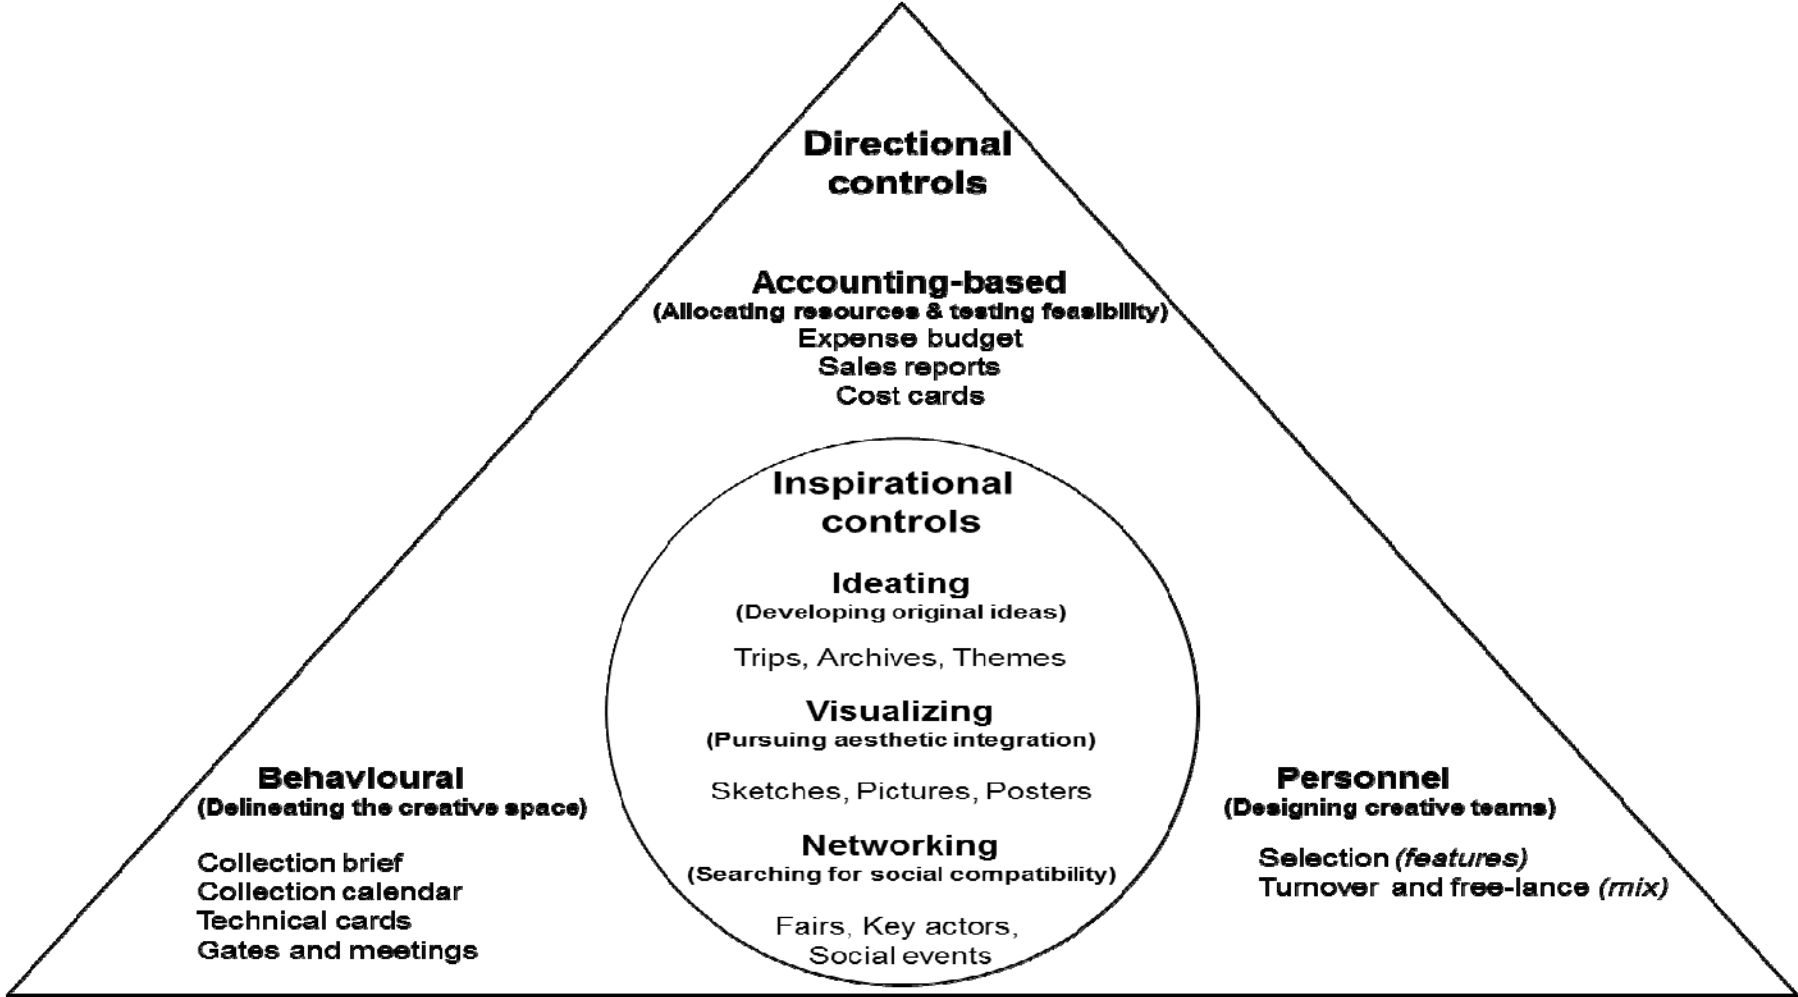 Directional
controls
Accounting-based
(Allocating resources & testing feasibility)
Expense budget
Sales reports
Cost cards
Inspirational
controls
Ideating
(Developing original ideas)
Trips, Archives, Themes
Visualizing
(Pursuing aesthetic integration)
Sketches, Pictures, Posters
Networking
(Searching for social compatibility)
Fairs, Key actors,
Social events
Behavioural
(Delineating the creative space)
Collection brief
Collection calendar
Technical cards
Gates and meetings
Personnel
(Designing creative teams)
Selection (features)
Turnover and free-lance (mix)